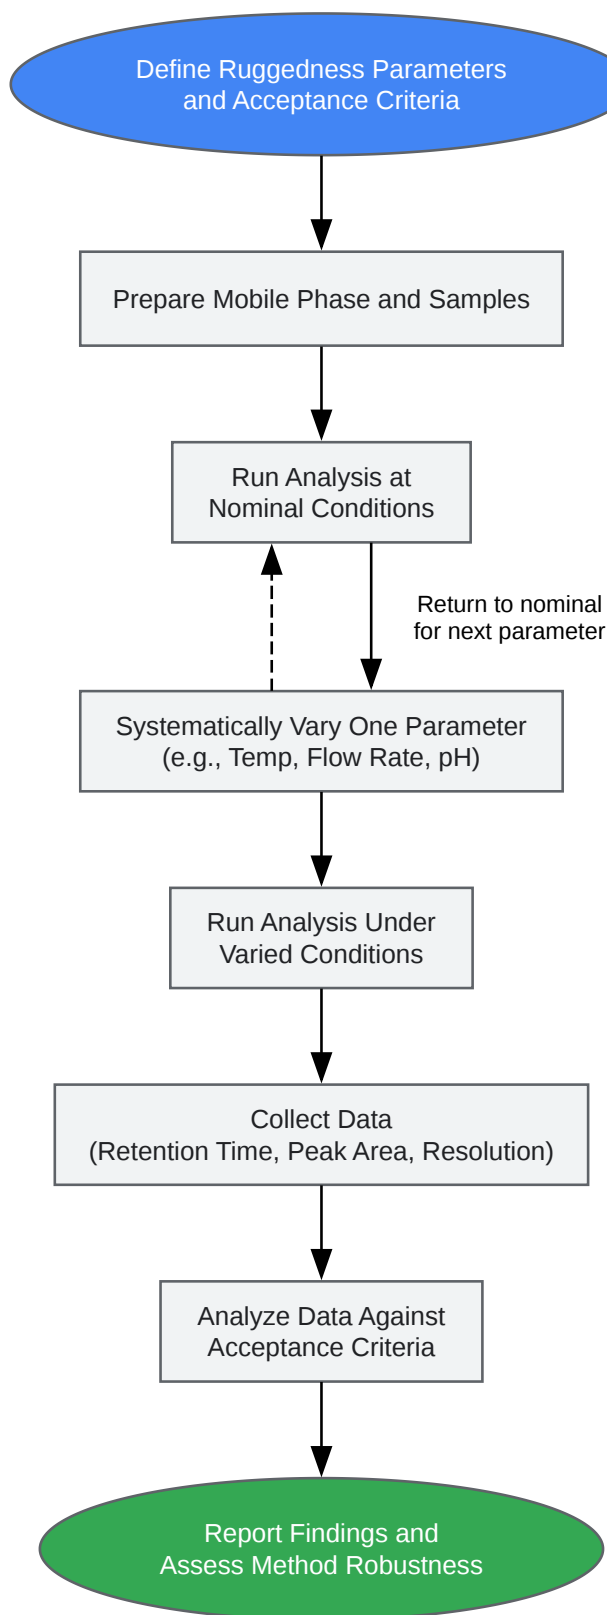 Define Ruggedness Parameters
and Acceptance Criteria
Prepare Mobile Phase and Samples
Run Analysis at
Nominal Conditions
Return to nominal
for next parameter
Systematically Vary One Parameter
(e.g., Temp, Flow Rate, pH)
Run Analysis Under
Varied Conditions
Collect Data
(Retention Time, Peak Area, Resolution)
Analyze Data Against
Acceptance Criteria
Report Findings and
Assess Method Robustness